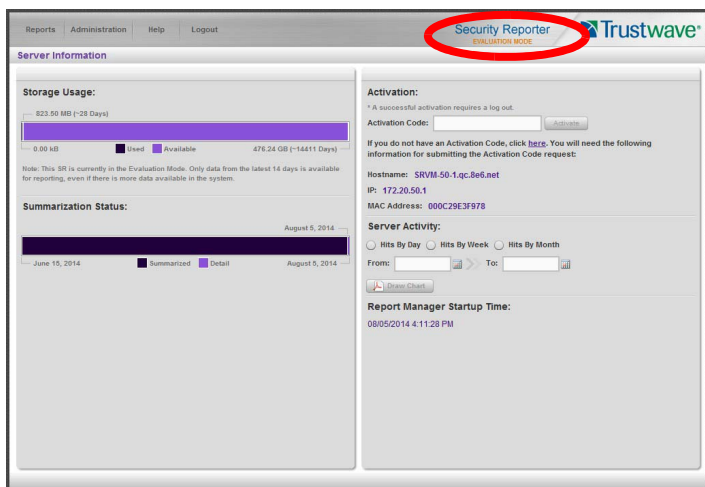 Reports Administration Help Logout
Security Reporter
EVALUATION MODE
Trustwave®
Server Information
Storage Usage:
823.50 MB (~28 Days)
0.00 kB Used Available 476.24 GB (~14411 Days)
Note: This SR is currently in the Evaluation Mode. Only data from the latest 14 days is available
for reporting, even if there is more data available in the system.
Summarization Status:
August 5, 2014
June 15, 2014 Summarized Detail August 5, 2014
Activation:
* A successful activation requires a log out.
Activation Code: Activate
If you do not have an Activation Code, click here. You will need the following
information for submitting the Activation Code request:
Hostname: SRVM-50-1.qc.8e6.net
IP: 172.20.50.1
MAC Address: 000C29E3F978
Server Activity:
Hits By Day Hits By Week Hits By Month
From: To:
Draw Chart
Report Manager Startup Time:
08/05/2014 4:11:28 PM